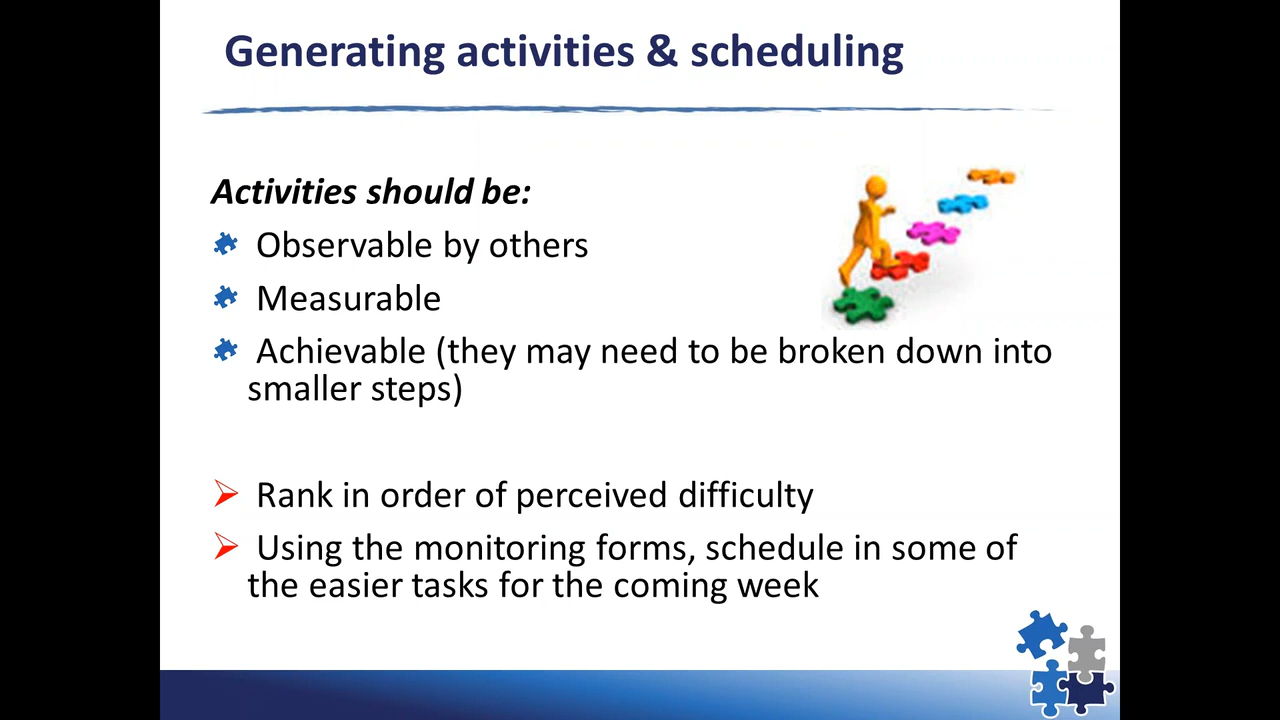 Generating activities & scheduling
Activities should be:
Observable by others
Measurable
Achievable (they may need to be broken down into
smaller steps)
Rank in order of perceived difficulty
Using the monitoring forms, schedule in some of
the easier tasks for the coming week